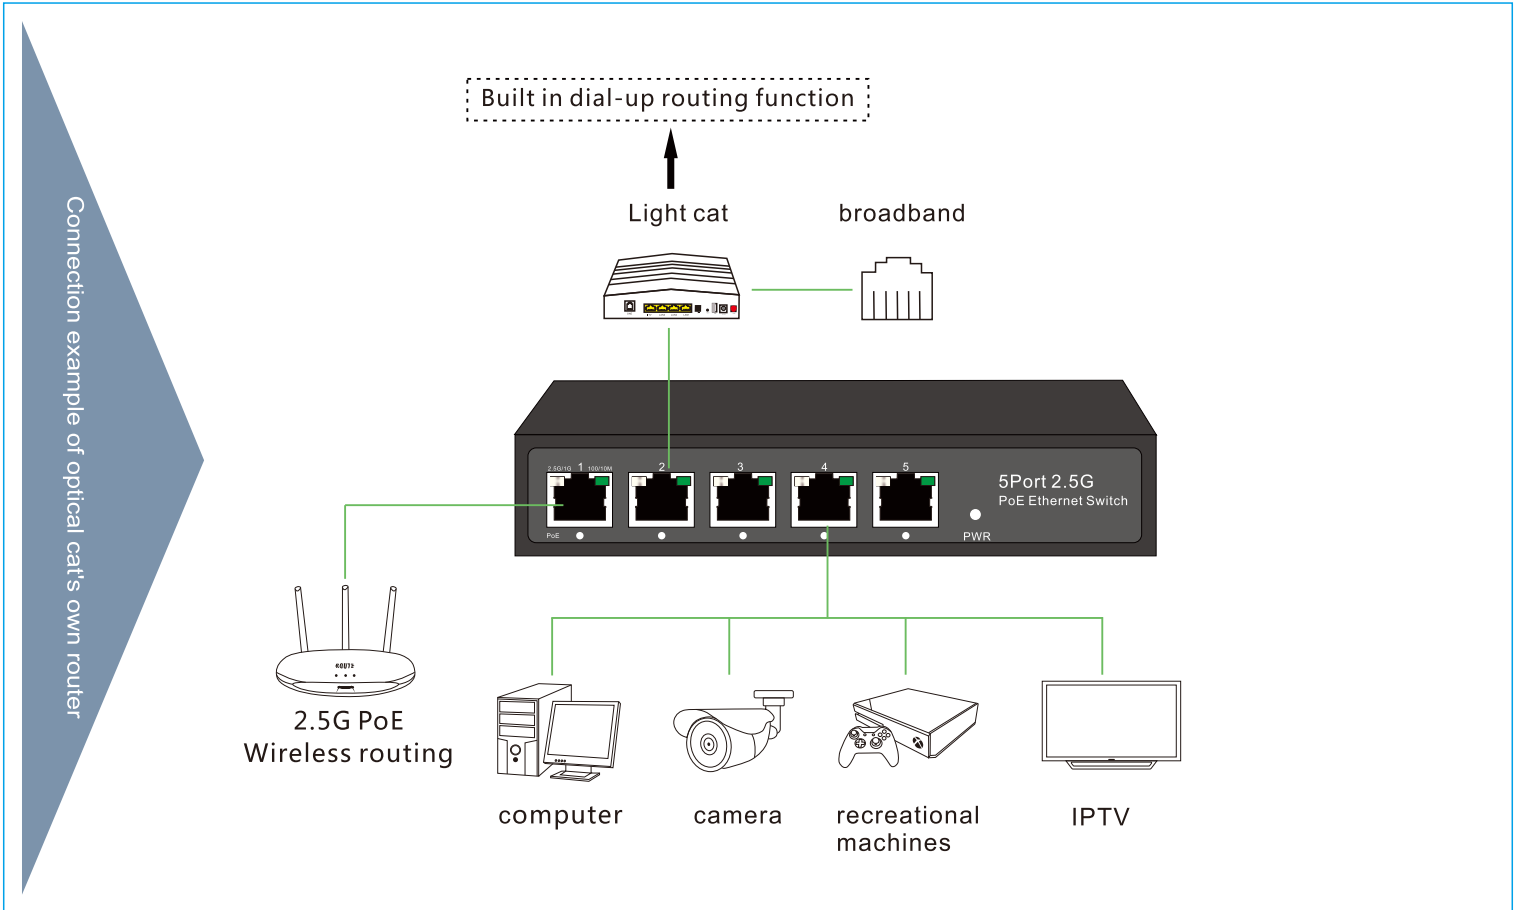 Connection example of optical cat's own router
Built in dial-up routing function
Light cat
broadband
2.5G/1G 1 100/10M
2
3
4
5
5Port 2.5G
PoE Ethernet Switch
PoE
PWR
2.5G PoE
Wireless routing
computer
camera
recreational
machines
IPTV